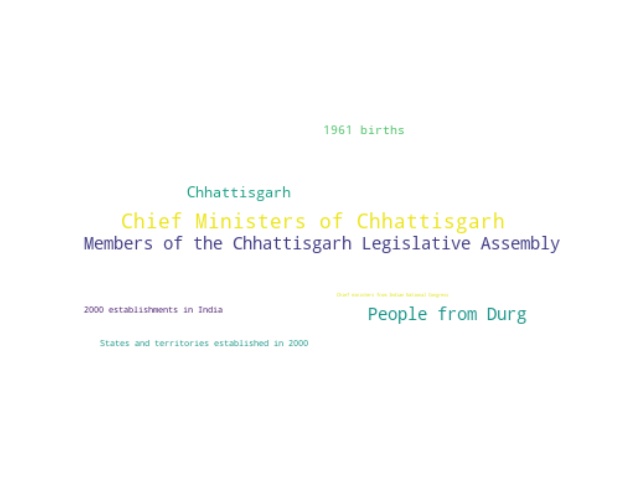 1961 births
Chhattisgarh
Chief Ministers of Chhattisgarh
Members of the Chhattisgarh Legislative Assembly
Chief ministers from Indian National Congress
2000 establishments in India
People from Durg
States and territories established in 2000